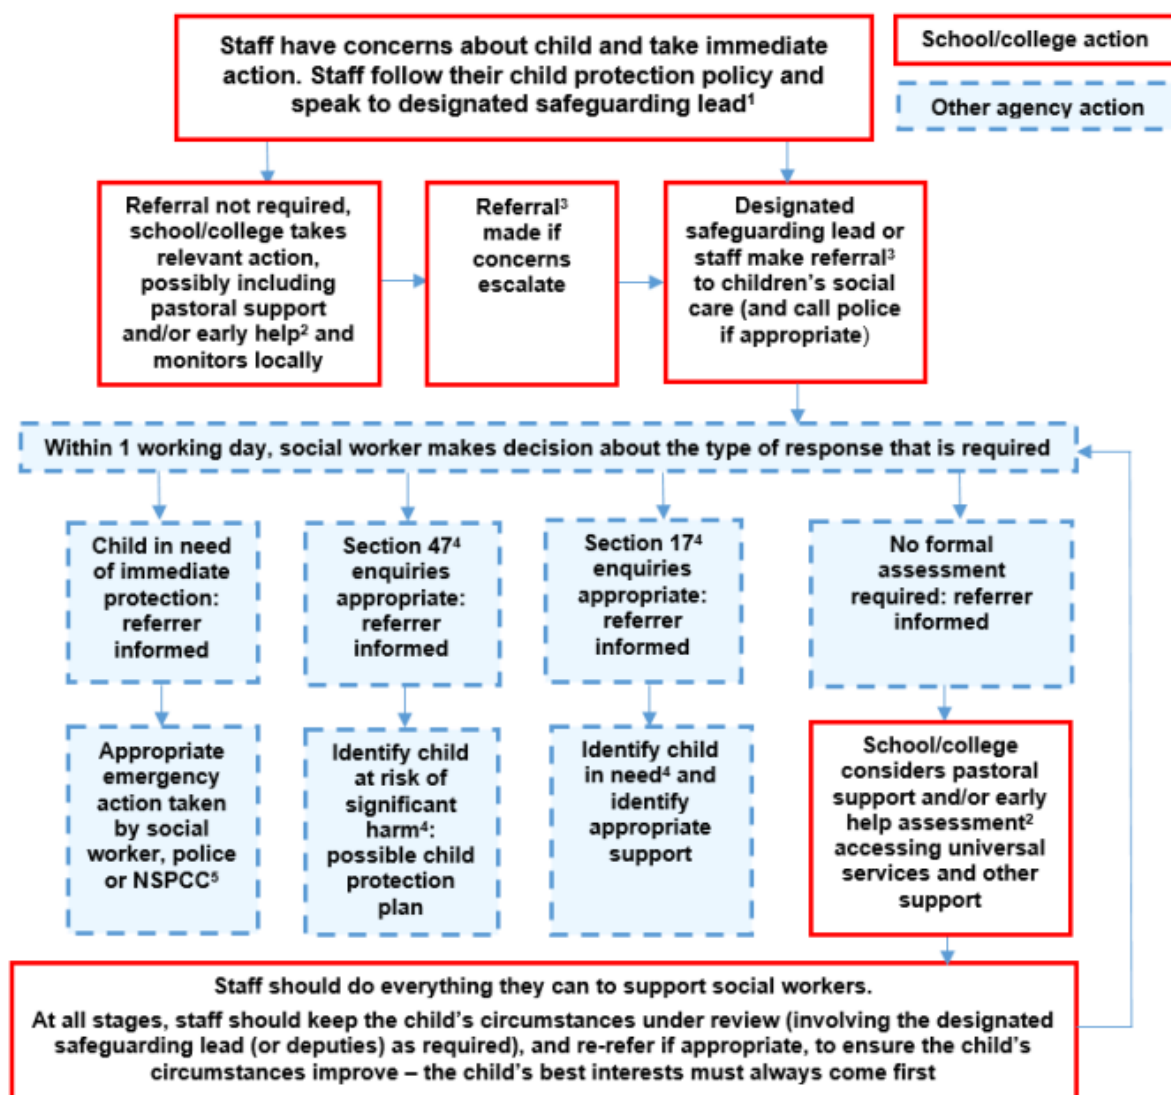 Staff have concerns about child and take immediate
action. Staff follow their child protection policy and
speak to designated safeguarding lead¹
School/college action
Other agency action
Referral not required,
school/college takes
relevant action,
possibly including
pastoral support
and/or early help² and
monitors locally
Referral³
made if
concerns
escalate
Designated
safeguarding lead or
staff make referral³
to children’s social
care (and call police
if appropriate)
Within 1 working day, social worker makes decision about the type of response that is required
Child in need
of immediate
protection:
referrer
informed
Section 47⁴
enquiries
appropriate:
referrer
informed
Section 17⁴
enquiries
appropriate:
referrer
informed
No formal
assessment
required: referrer
informed
Appropriate
emergency
action taken
by social
worker, police
or NSPCC⁵
Identify child
at risk of
significant
harm⁴:
possible child
protection
plan
Identify child
in need⁴ and
identify
appropriate
support
School/college
considers pastoral
support and/or early
help assessment²
accessing universal
services and other
support
Staff should do everything they can to support social workers.
At all stages, staff should keep the child’s circumstances under review (involving the designated
safeguarding lead (or deputies) as required), and re-refer if appropriate, to ensure the child’s
circumstances improve – the child’s best interests must always come first